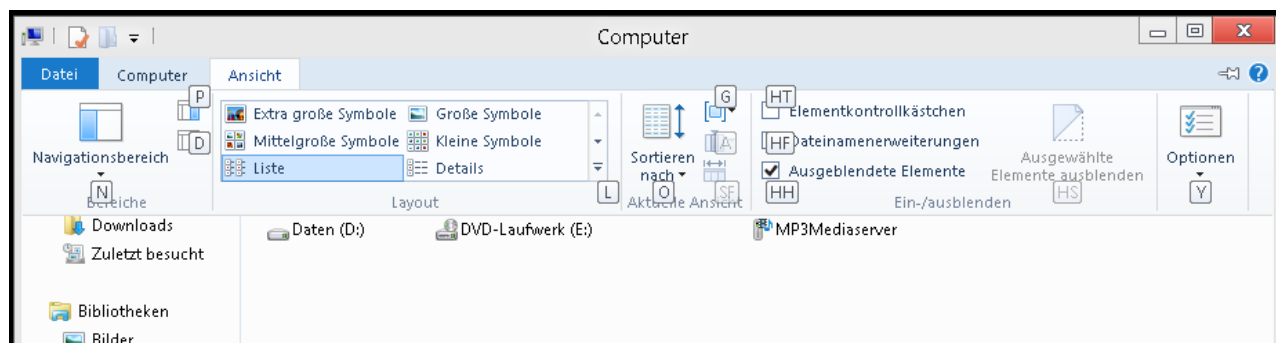 Computer
Datei Computer Ansicht
P G HT
Extra große Symbole Große Symbole Elementkontrollkästchen
D Mittelgroße Symbole Kleine Symbole A HF Dateinamenerweiterungen
Navigationsbereich Liste Details Sortieren nach Ausgeblendete Elemente Ausgewählte Elemente ausblenden Optionen
N L O SF HH HS Y
Bereiche Layout Aktuelle Ansicht Ein-/ausblenden
Downloads Daten (D:) DVD-Laufwerk (E:) MP3Mediaserver
Zuletzt besucht
Bibliotheken
Bilder